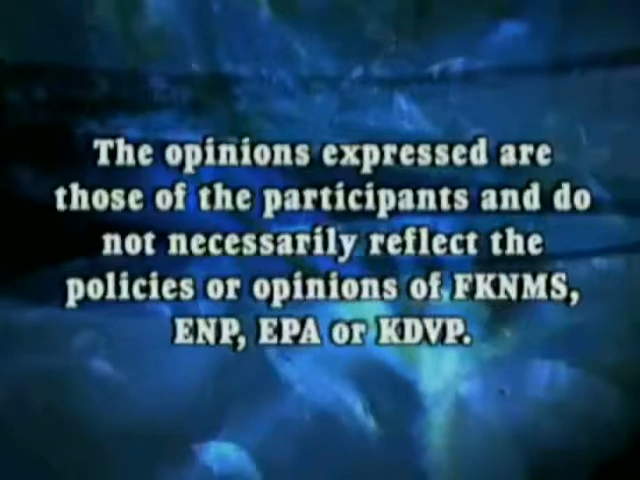 The opinions expressed are
those of the participants and do
not necessarily reflect the
policies or opinions of FKNMS,
ENP, EPA or KDVP.